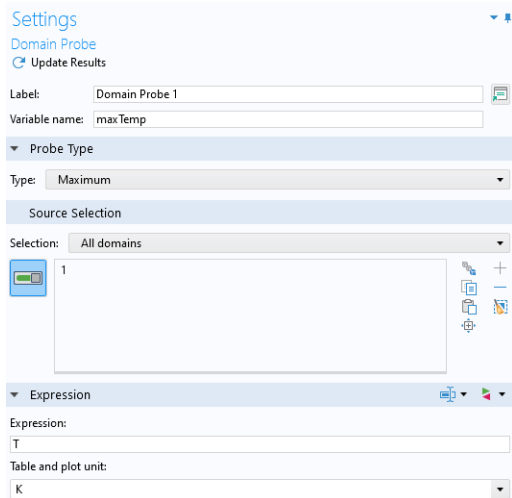 Settings
Domain Probe
Update Results
Label: Domain Probe 1
Variable name: maxTemp
Probe Type
Type: Maximum
Source Selection
Selection: All domains
1
Expression
Expression:
T
Table and plot unit:
K